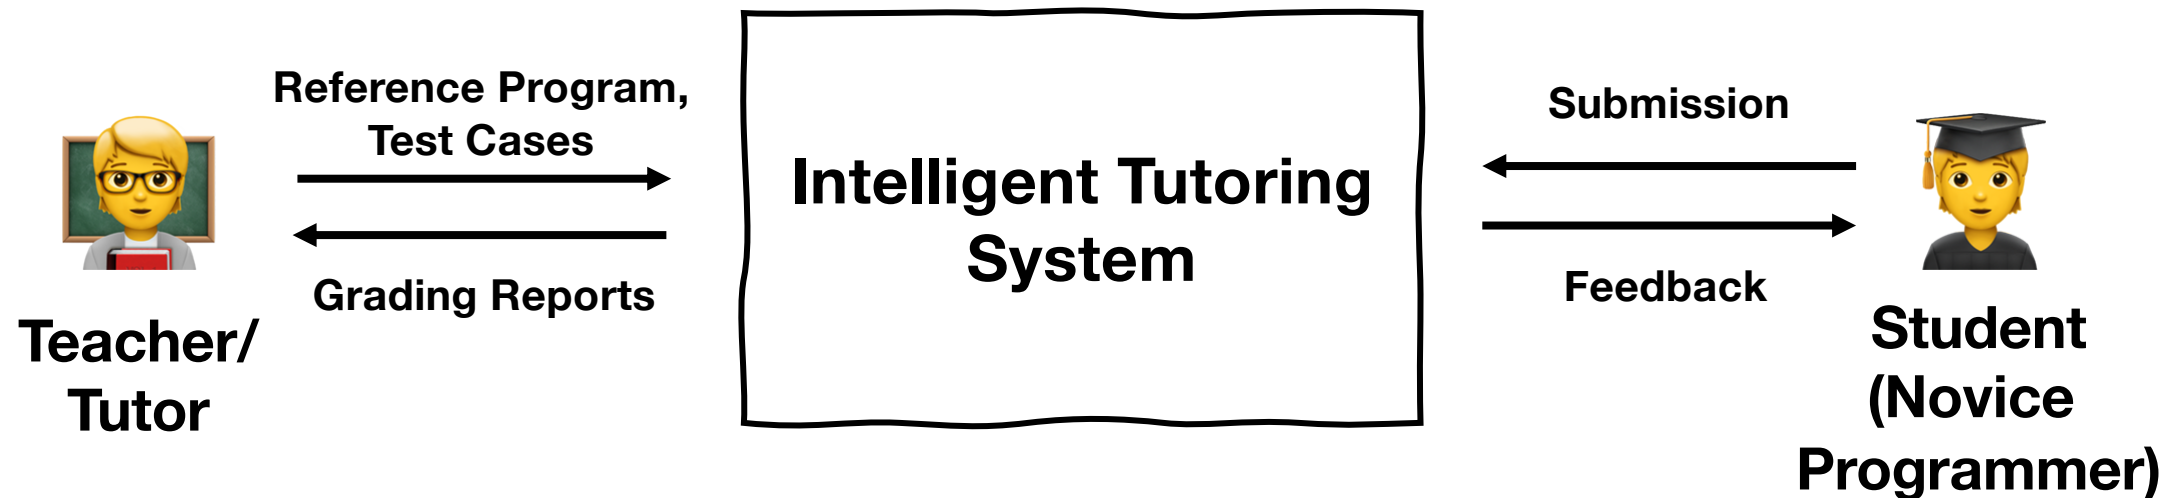 Reference Program,
Test Cases
Grading Reports
Teacher/
Tutor
Intelligent Tutoring
System
Submission
Feedback
Student
(Novice
Programmer)